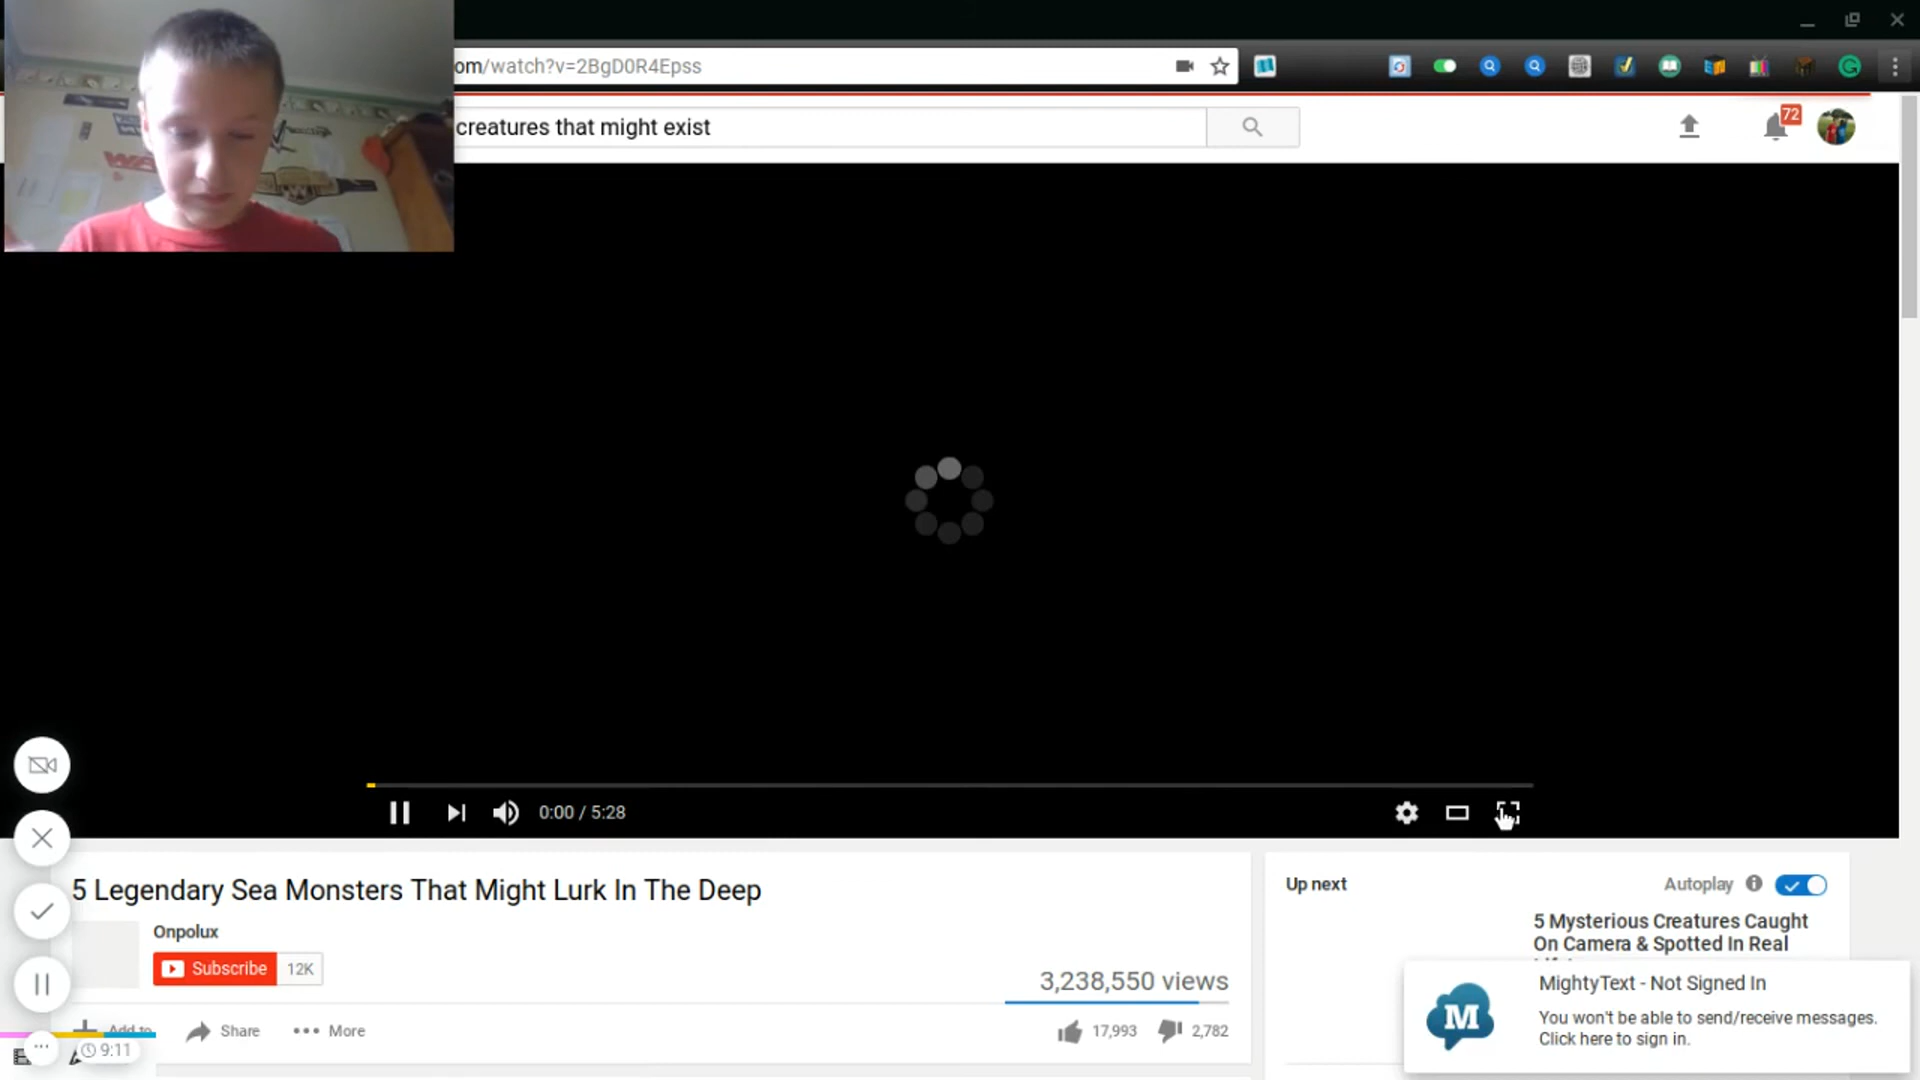 om/watch?v=2BgD0R4Epss
creatures that might exist
72
0:00 / 5:28
5 Legendary Sea Monsters That Might Lurk In The Deep
Onpolux
Subscribe 12K
3,238,550 views
Add to Share More
17,993 2,782
9:11
Up next
Autoplay
5 Mysterious Creatures Caught
On Camera & Spotted In Real
MightyText - Not Signed In
You won't be able to send/receive messages.
Click here to sign in.
M